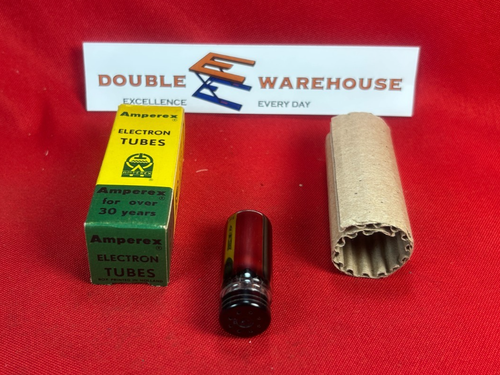 DOUBLE WAREHOUSE
EXCELLENCE EVERY DAY
Amperex
ELECTRON
TUBES
Amperex
for over
30 years
Amperex
ELECTRON
TUBES